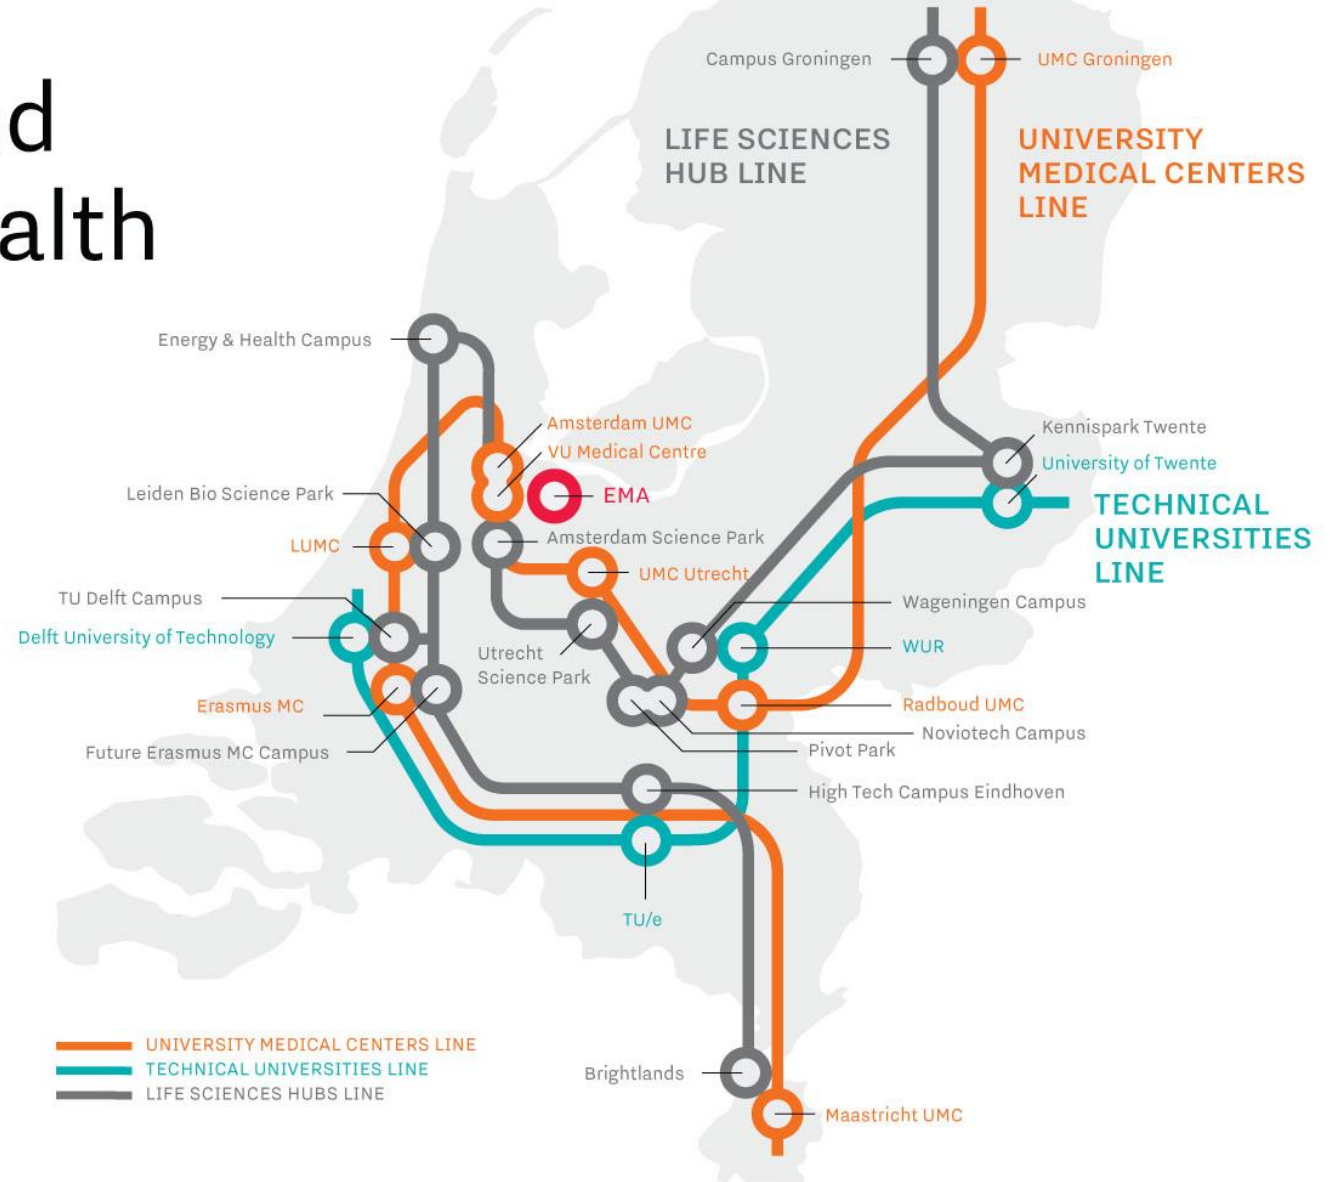 d
alth
Campus Groningen
UMC Groningen
LIFE SCIENCES
HUB LINE
UNIVERSITY
MEDICAL CENTERS
LINE
Energy & Health Campus
Amsterdam UMC
VU Medical Centre
Kennispark Twente
University of Twente
Leiden Bio Science Park
EMA
TECHNICAL
UNIVERSITIES
LINE
LUMC
Amsterdam Science Park
UMC Utrecht
TU Delft Campus
Wageningen Campus
Delft University of Technology
WUR
Utrecht
Science Park
Erasmus MC
Radboud UMC
Noviotech Campus
Future Erasmus MC Campus
Pivot Park
High Tech Campus Eindhoven
TU/e
UNIVERSITY MEDICAL CENTERS LINE
TECHNICAL UNIVERSITIES LINE
LIFE SCIENCES HUBS LINE
Brightlands
Maastricht UMC